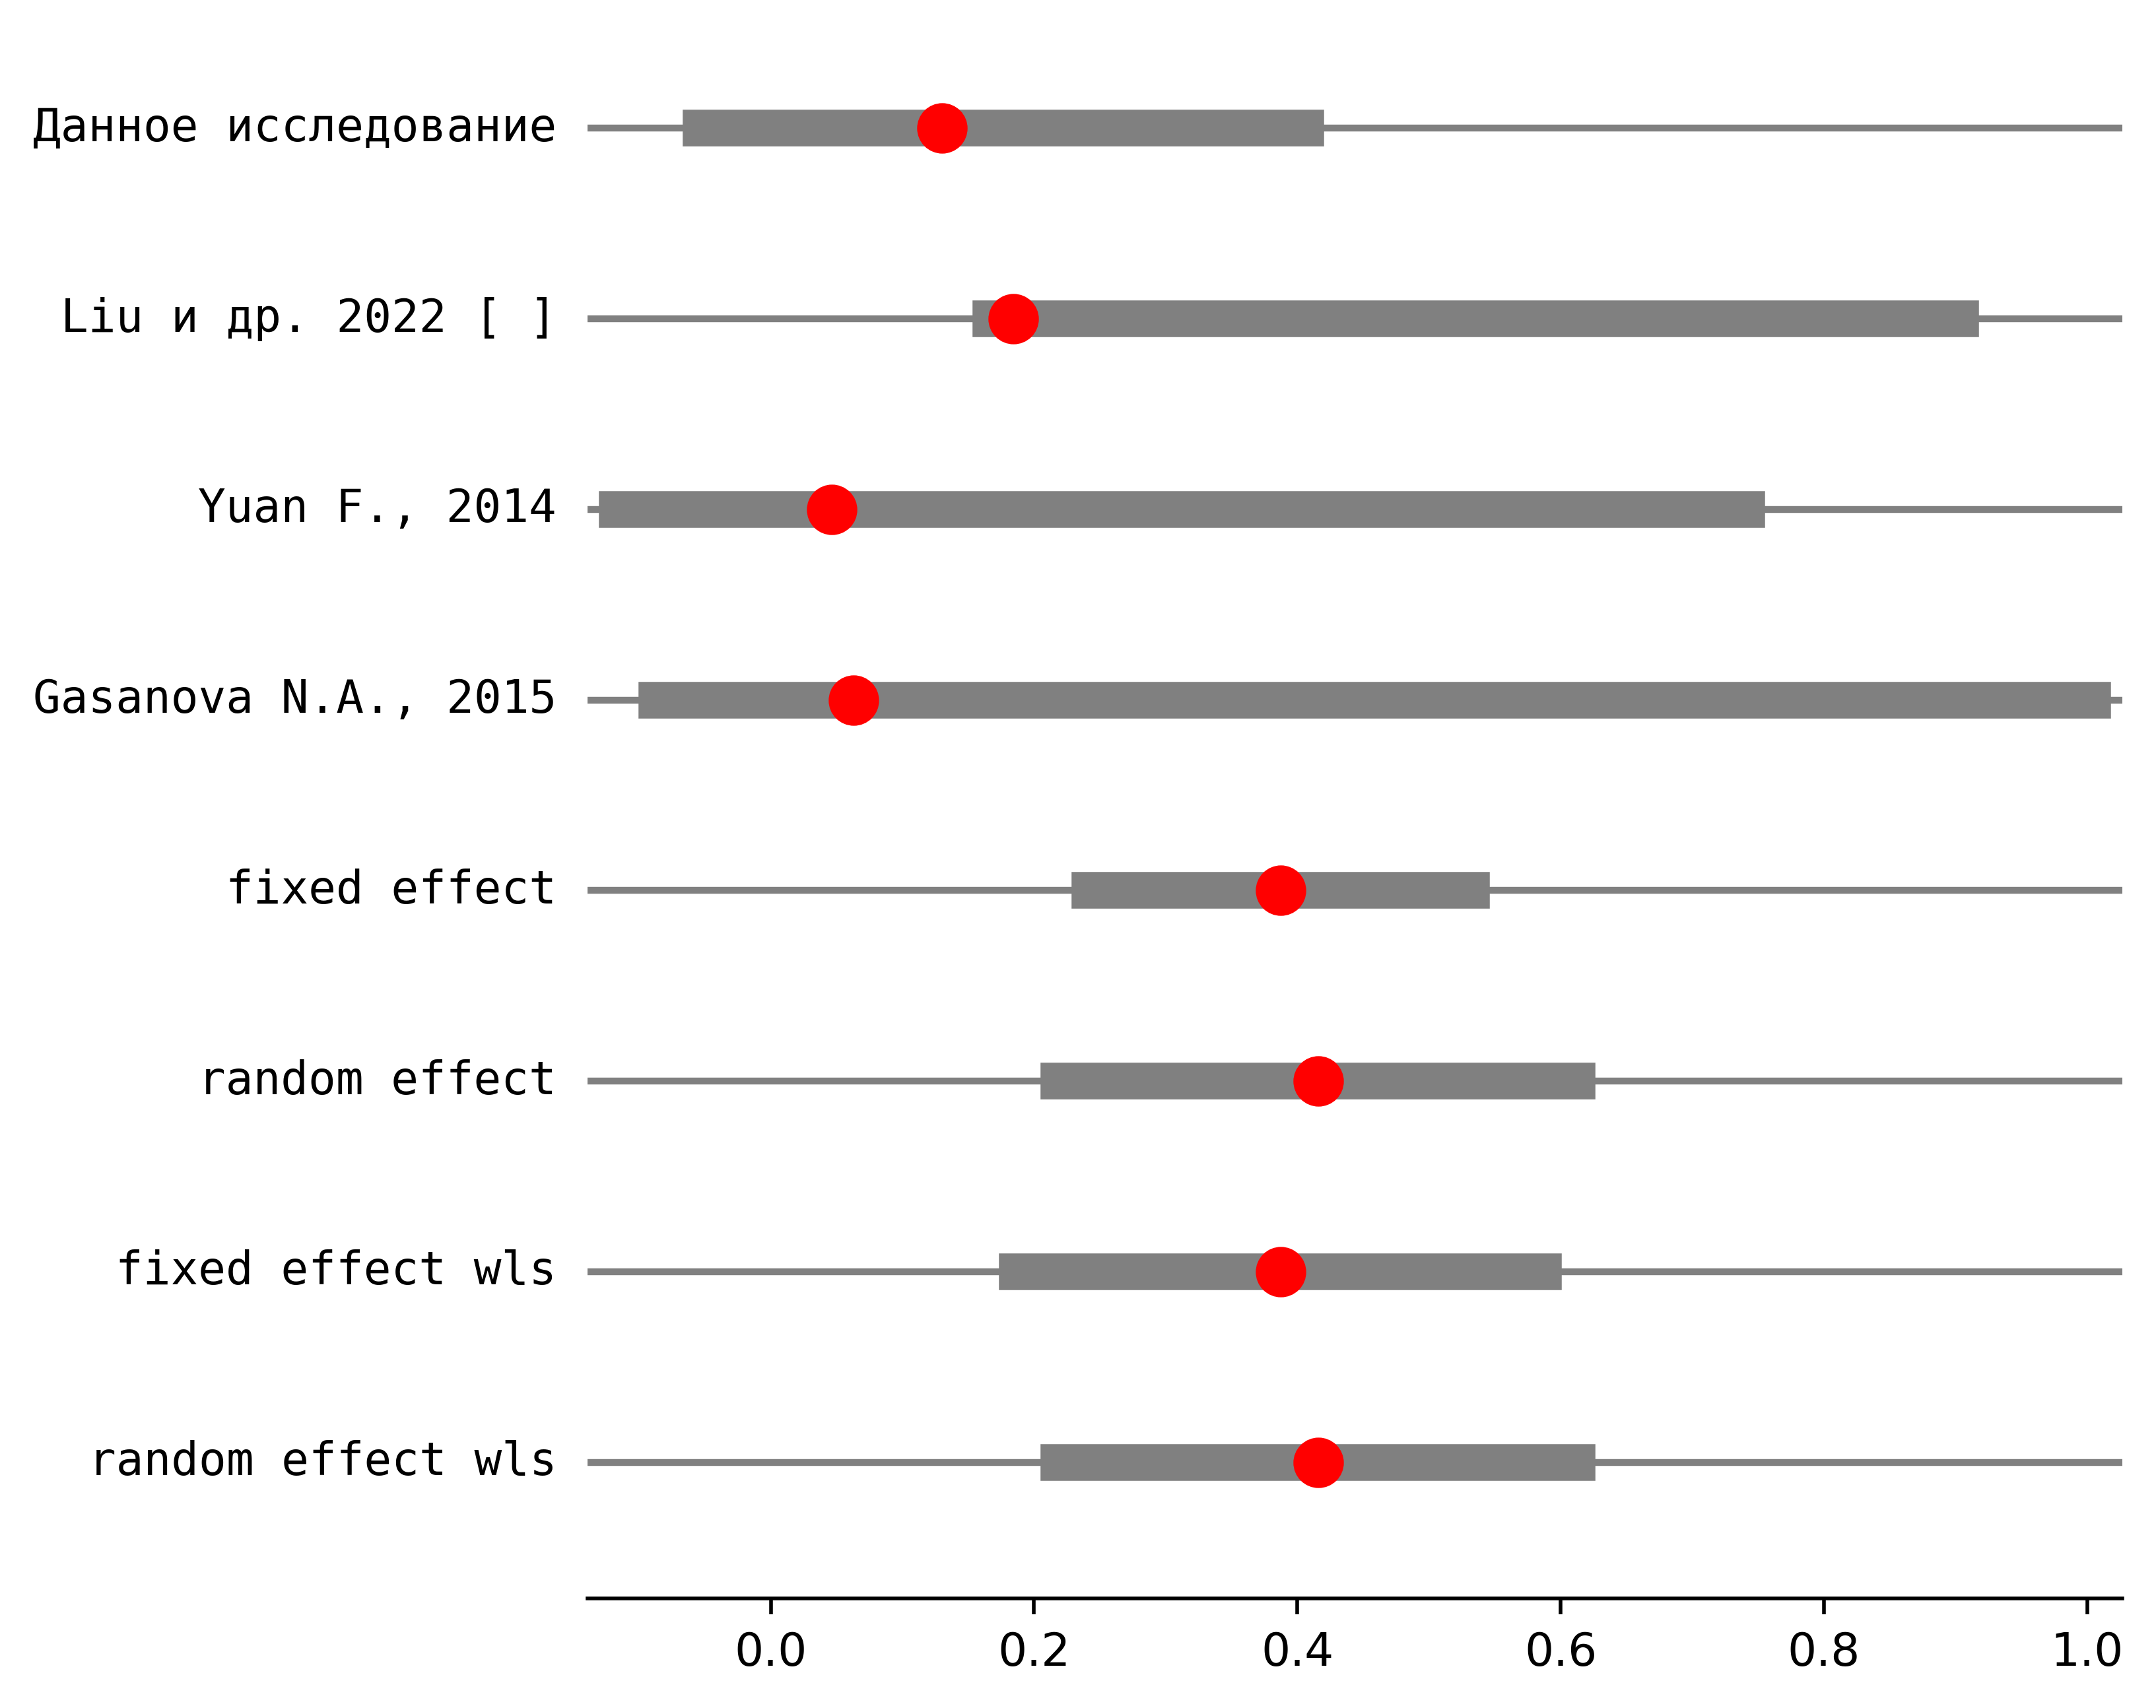 Данное исследование
Liu и др. 2022 [ ]
Yuan F., 2014
Gasanova N.A., 2015
fixed effect
random effect
fixed effect wls
random effect wls
0.0 0.2 0.4 0.6 0.8 1.0